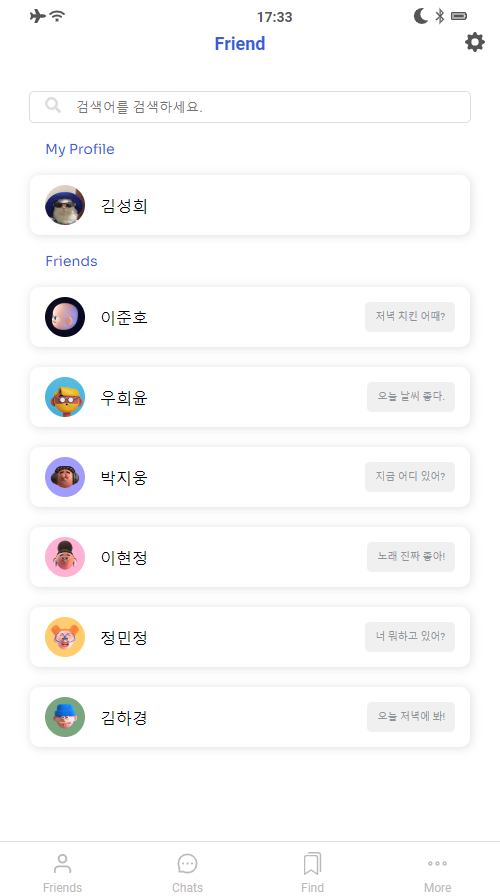 17:33
Friend
검색어를 검색하세요.
My Profile
김성희
Friends
이준호
저녁 치킨 어때?
우희윤
오늘 날씨 좋다.
박지웅
지금 어디 있어?
이현정
노래 진짜 좋아!
정민정
너 뭐하고 있어?
김하경
오늘 저녁에 봐!
Friends
Chats
Find
More